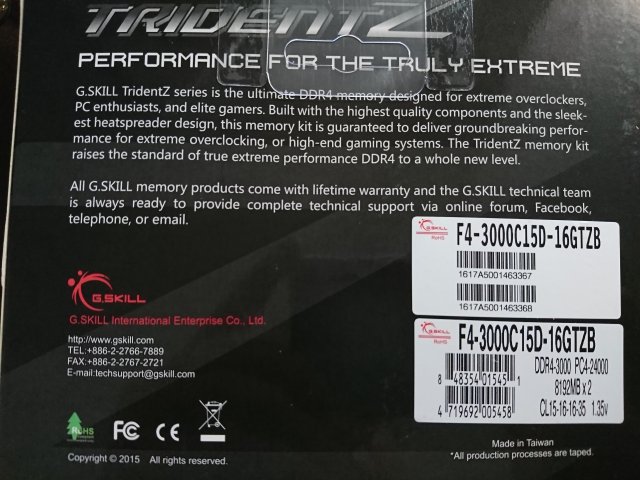 TRIDENTZ
PERFORMANCE FOR THE TRULY EXTREME
G.SKILL TridentZ series is the ultimate DDR4 memory designed for extreme overclockers,
PC enthusiasts, and elite gamers. Built with the highest quality components and the sleek-
est heatspreader design, this memory kit is guaranteed to deliver groundbreaking perfor-
mance for extreme overclocking, or high-end gaming systems. The TridentZ memory kit
raises the standard of true extreme performance DDR4 to a whole new level.
All G.SKILL memory products come with lifetime warranty and the G.SKILL technical team
is always ready to provide complete technical support via online forum, Facebook,
telephone, or email.
G.SKILL
RoHS
F4-3000C15D-16GTZB
1617A5001463367
1617A5001463368
G.SKILL
RoHS
F4-3000C15D-16GTZB
DDR4-3000 PC4-24000
8 48354 01545 1
8192MB x 2
4 719692 005458
CL15-16-16-35 1.35v
G.SKILL
G.SKILL International Enterprise Co., Ltd.
http://www.gskill.com
TEL:+886-2-2766-7889
FAX:+886-2-2767-2721
E-mail:techsupport@gskill.com
RoHS
FC CE
Copyright © 2015 All rights reserved.
Made in Taiwan
*All production processes are taped.